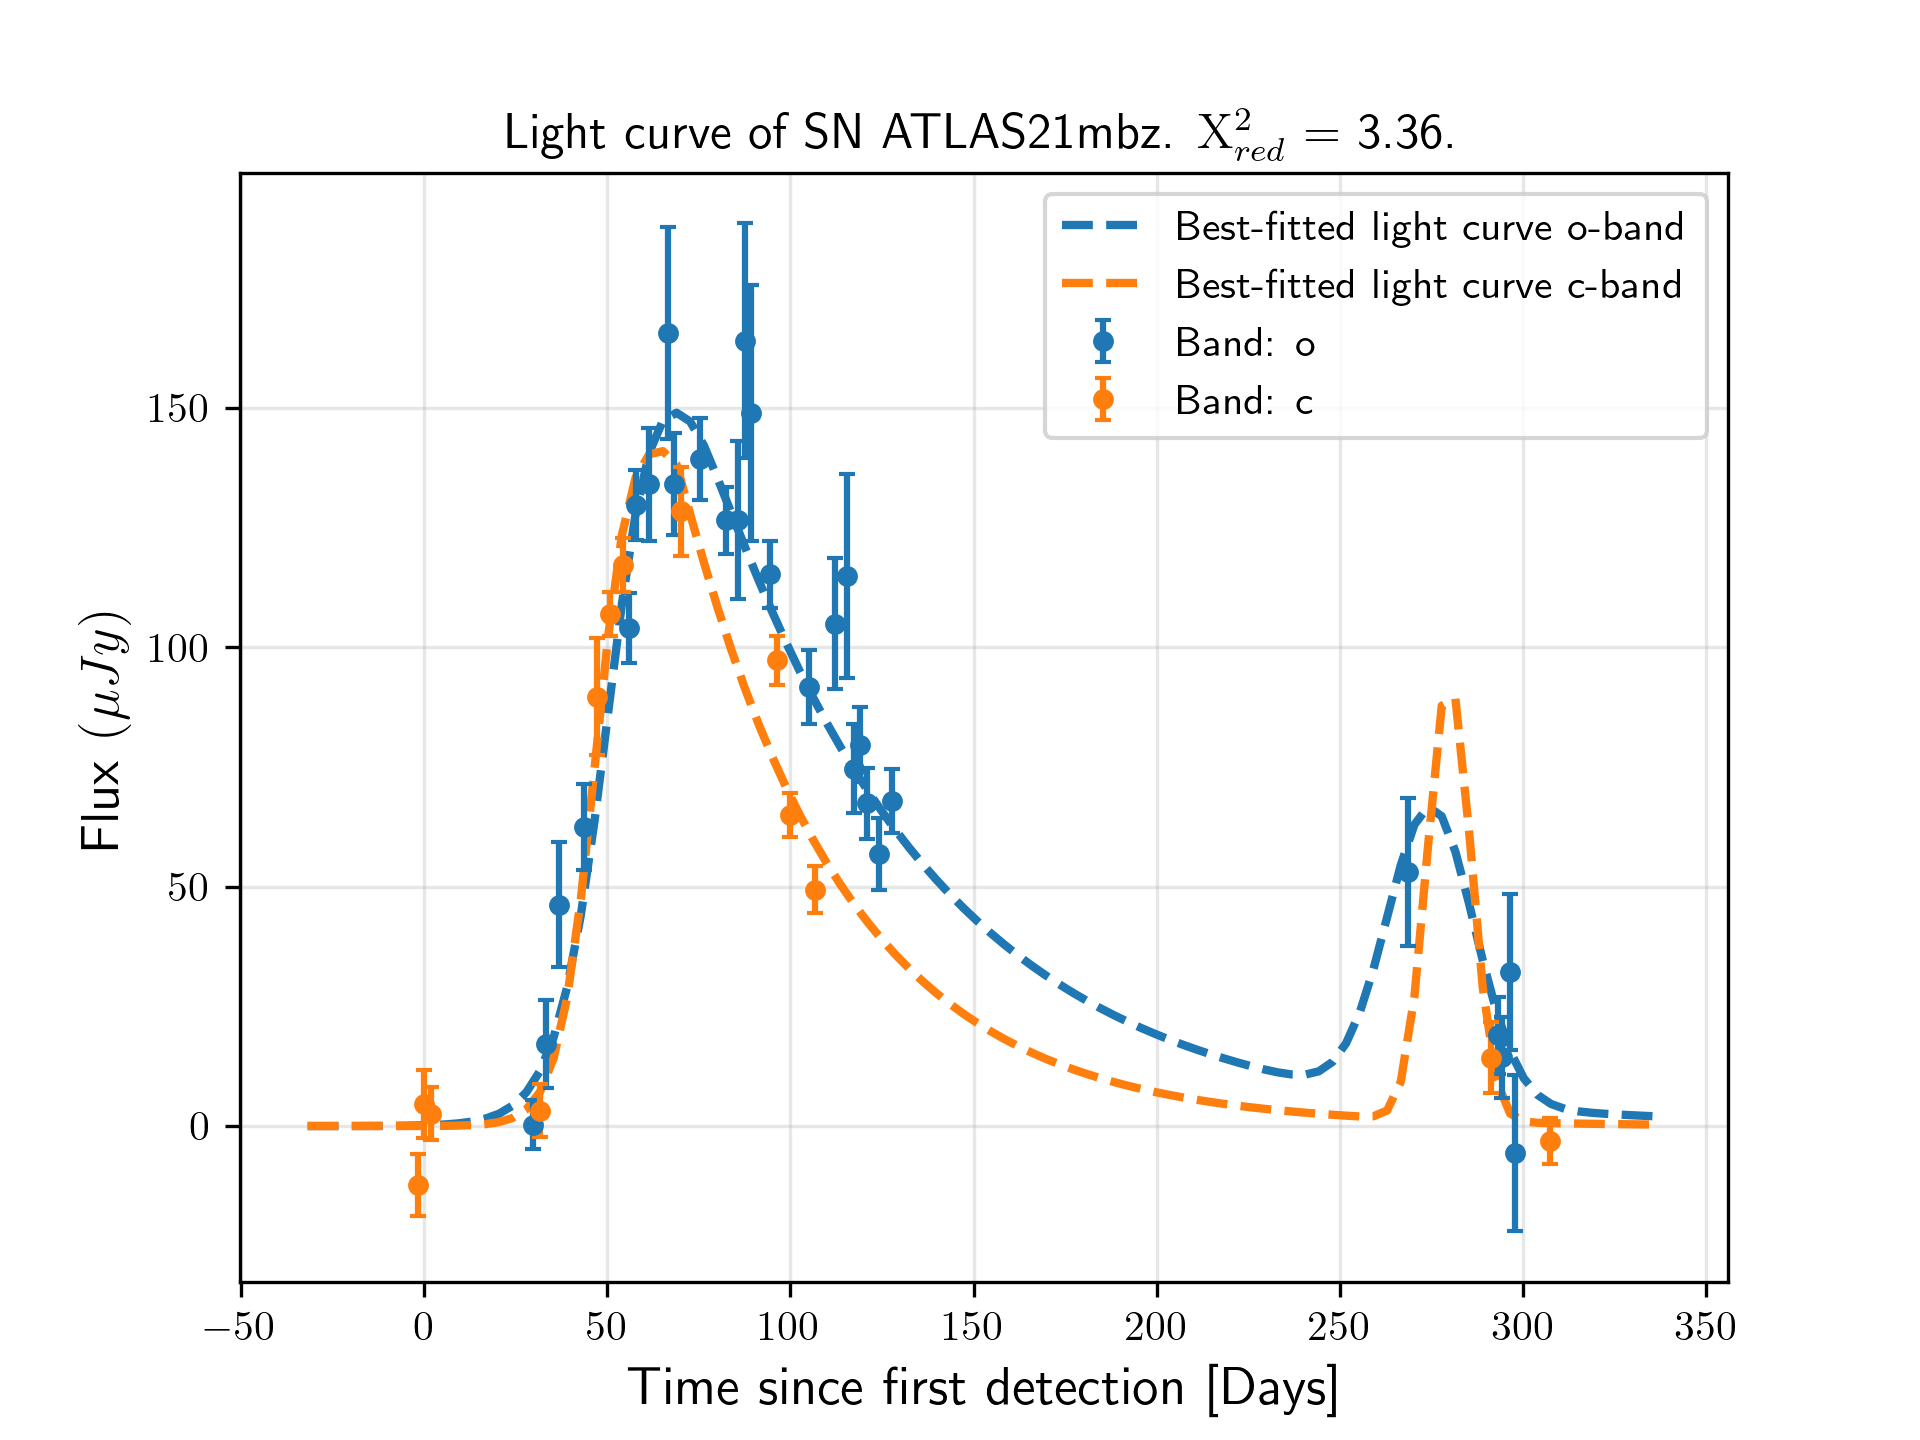 Light curve of SN ATLAS21mbz. X²_red = 3.36.
Best-fitted light curve o-band
Best-fitted light curve c-band
Band: o
Band: c
Flux (μJy)
150
100
50
0
−50 0 50 100 150 200 250 300 350
Time since first detection [Days]